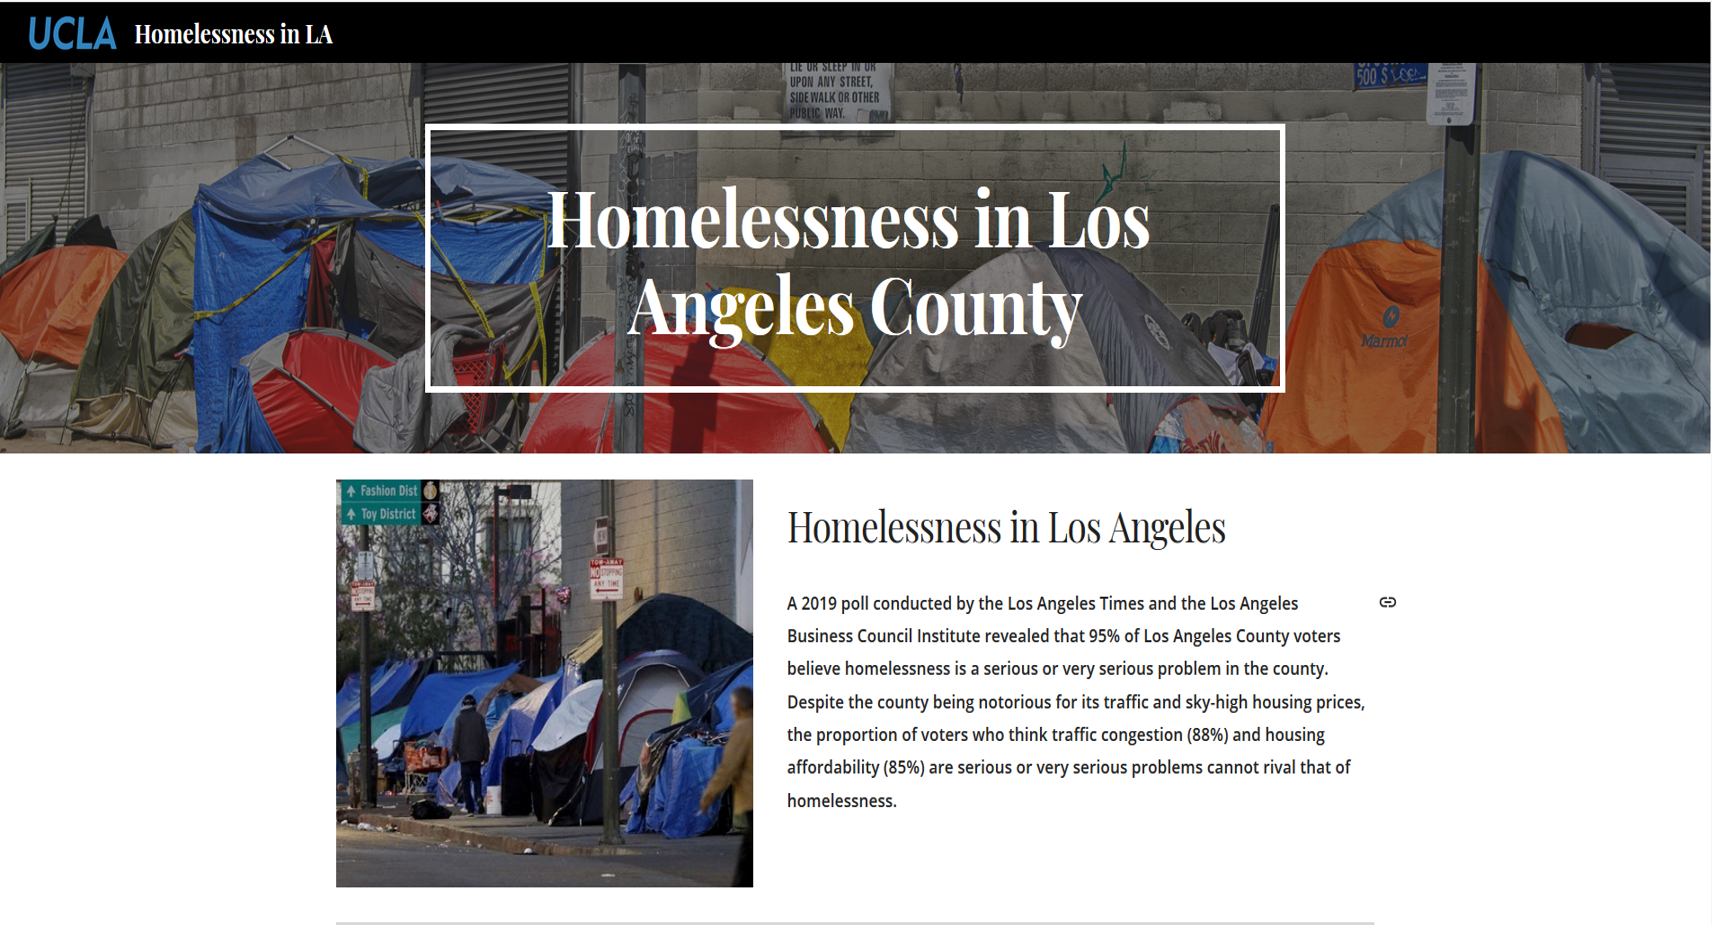 UCLA Homelessness in LA
LIE OR SLEEP IN OR
UPON ANY STREET,
SIDEWALK OR OTHER
PUBLIC WAY.
500 S
Homelessness in Los
Angeles County
Marmot
Fashion Dist
Toy District
TOW-AWAY
NO STOPPING
ANY TIME
Homelessness in Los Angeles
A 2019 poll conducted by the Los Angeles Times and the Los Angeles
Business Council Institute revealed that 95% of Los Angeles County voters
believe homelessness is a serious or very serious problem in the county.
Despite the county being notorious for its traffic and sky-high housing prices,
the proportion of voters who think traffic congestion (88%) and housing
affordability (85%) are serious or very serious problems cannot rival that of
homelessness.